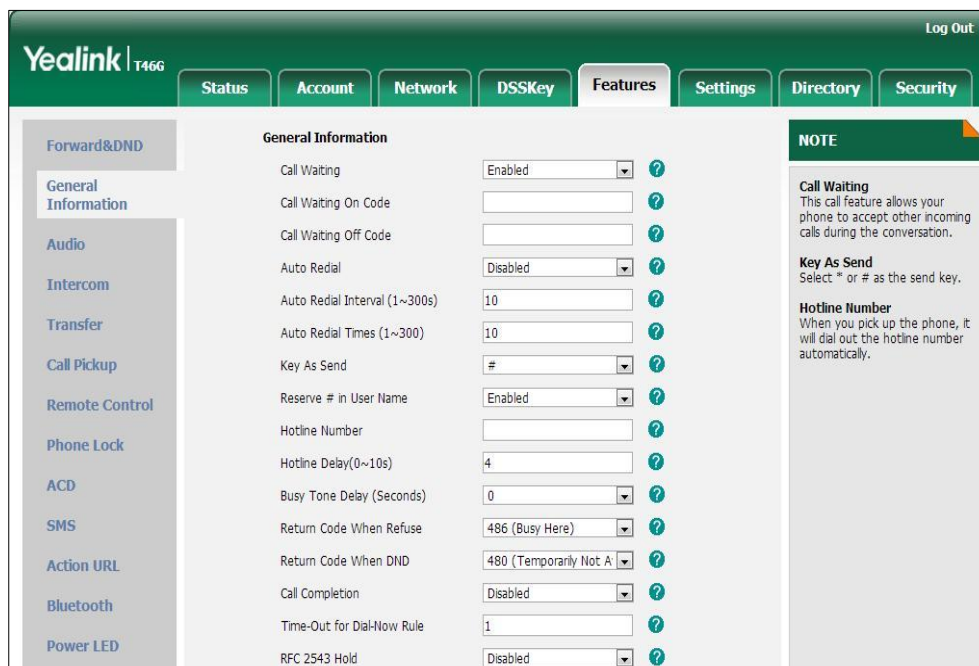 Log Out
Yealink | T46G
Status Account Network DSSKey Features Settings Directory Security
Forward&DND
General
Information
Audio
Intercom
Transfer
Call Pickup
Remote Control
Phone Lock
ACD
SMS
Action URL
Bluetooth
Power LED
General Information
Call Waiting Enabled ?
Call Waiting On Code ?
Call Waiting Off Code ?
Auto Redial Disabled ?
Auto Redial Interval (1~300s) 10 ?
Auto Redial Times (1~300) 10 ?
Key As Send # ?
Reserve # in User Name Enabled ?
Hotline Number ?
Hotline Delay(0~10s) 4 ?
Busy Tone Delay (Seconds) 0 ?
Return Code When Refuse 486 (Busy Here) ?
Return Code When DND 480 (Temporarily Not A ?
Call Completion Disabled ?
Time-Out for Dial-Now Rule 1 ?
RFC 2543 Hold Disabled ?
NOTE
Call Waiting
This call feature allows your
phone to accept other incoming
calls during the conversation.
Key As Send
Select * or # as the send key.
Hotline Number
When you pick up the phone, it
will dial out the hotline number
automatically.